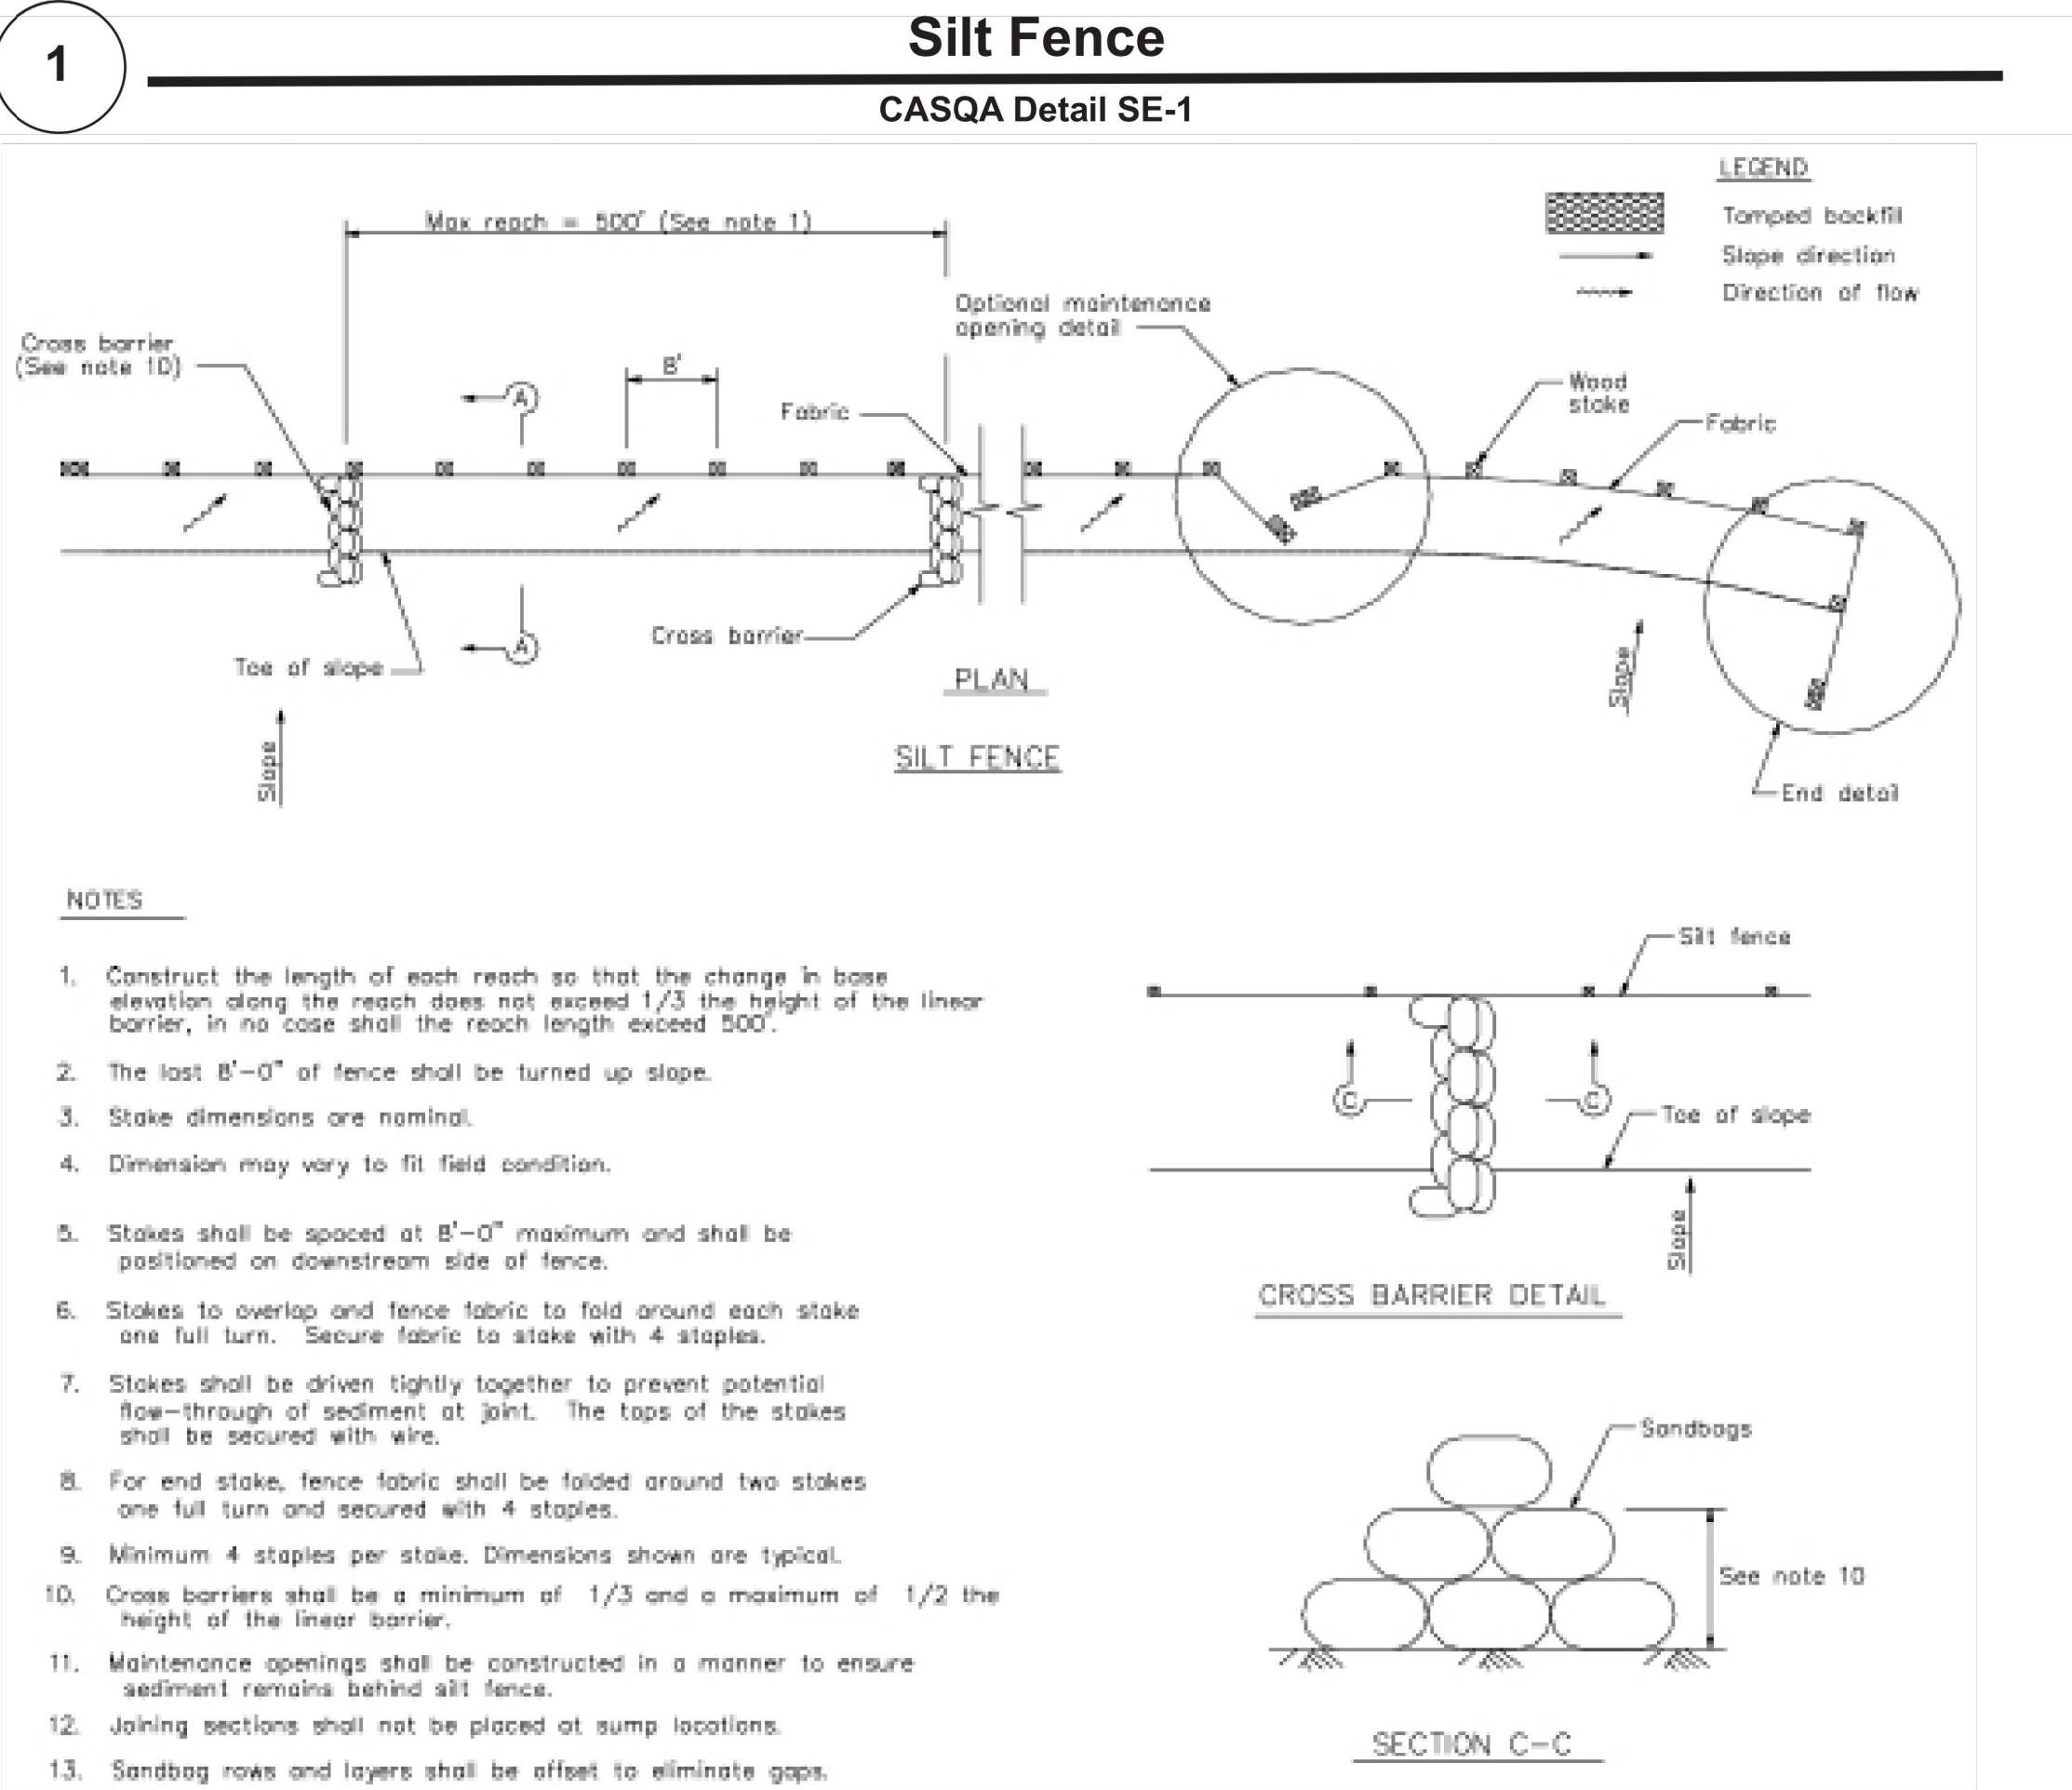 1
Silt Fence
CASQA Detail SE-1
LEGEND
Tamped backfill
Slope direction
Direction of flow
Max reach = 500' (See note 1)
Optional maintenance
opening detail
Cross barrier
(See note 10)
8'
A
Fabric
Wood
stake
Fabric
Toe of slope
A
Cross barrier
PLAN
Slope
Slope
SILT FENCE
End detail
NOTES
1. Construct the length of each reach so that the change in base
elevation along the reach does not exceed 1/3 the height of the linear
barrier, in no case shall the reach length exceed 500'.
2. The last 8'-0" of fence shall be turned up slope.
3. Stake dimensions are nominal.
4. Dimension may vary to fit field condition.
5. Stakes shall be spaced at 8'-0" maximum and shall be
positioned on downstream side of fence.
6. Stakes to overlap and fence fabric to fold around each stake
one full turn. Secure fabric to stake with 4 staples.
7. Stakes shall be driven tightly together to prevent potential
flow-through of sediment at joint. The tops of the stakes
shall be secured with wire.
8. For end stake, fence fabric shall be folded around two stakes
one full turn and secured with 4 staples.
9. Minimum 4 staples per stake. Dimensions shown are typical.
10. Cross barriers shall be a minimum of 1/3 and a maximum of 1/2 the
height of the linear barrier.
11. Maintenance openings shall be constructed in a manner to ensure
sediment remains behind silt fence.
12. Joining sections shall not be placed at sump locations.
13. Sandbag rows and layers shall be offset to eliminate gaps.
Silt fence
C
C
Toe of slope
Slope
CROSS BARRIER DETAIL
Sandbags
See note 10
SECTION C-C